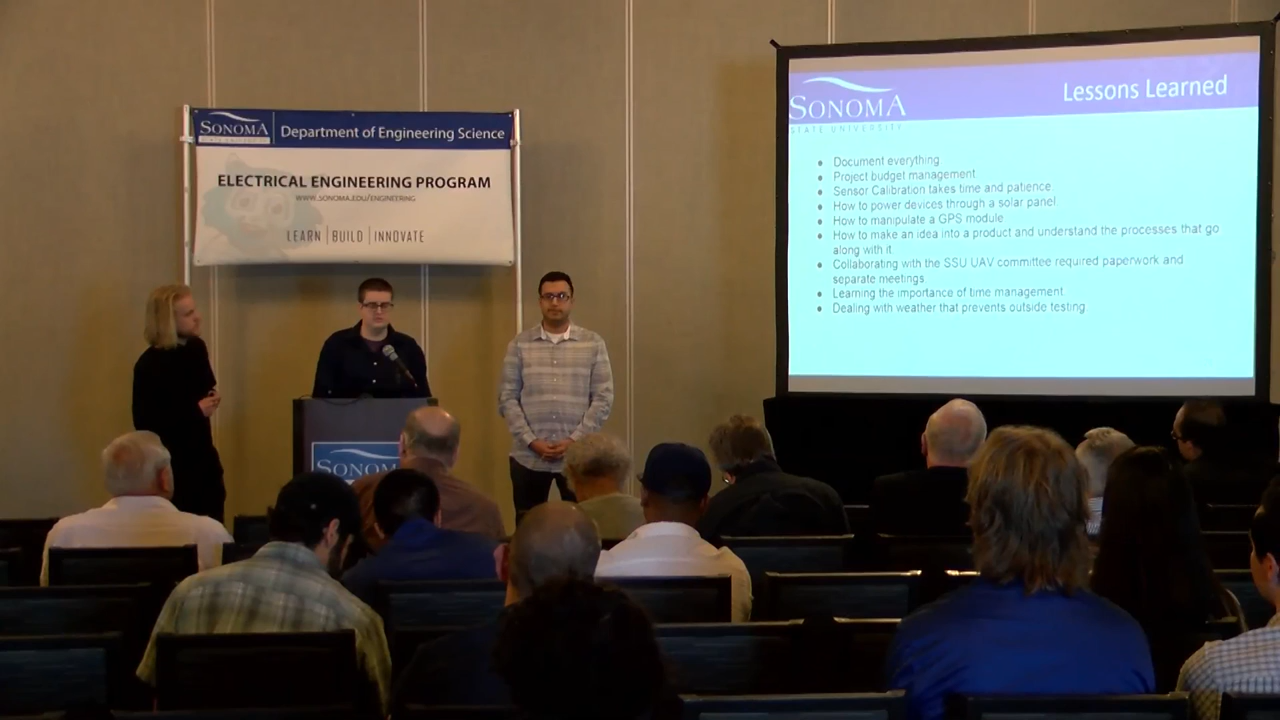 SONOMA
STATE UNIVERSITY
Department of Engineering Science
ELECTRICAL ENGINEERING PROGRAM
WWW.SONOMA.EDU/ENGINEERING
LEARN | BUILD | INNOVATE
SONOMA
STATE UNIVERSITY
Lessons Learned
● Document everything
● Project budget management
● Sensor Calibration takes time and patience
● How to power devices through a solar panel
● How to manipulate a GPS module
● How to make an idea into a product and understand the processes that go
along with it
● Collaborating with the SSU UAV committee required paperwork and
separate meetings.
● Learning the importance of time management
● Dealing with weather that prevents outside testing
SONOM